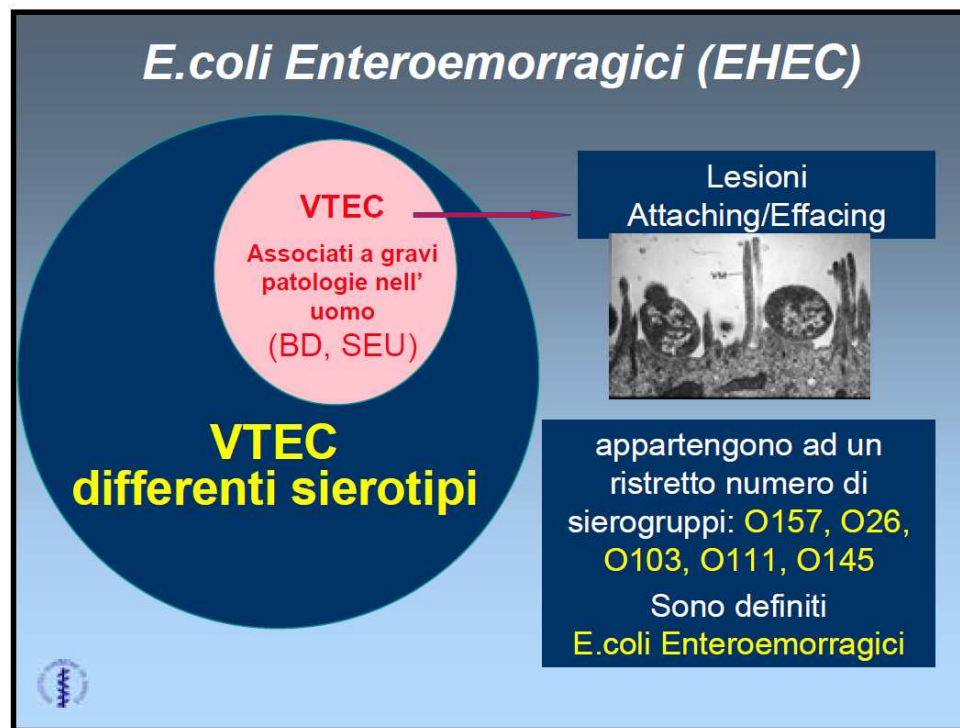 E.coli Enteroemorragici (EHEC)
VTEC
Associati a gravi
patologie nell'
uomo
(BD, SEU)
VTEC
differenti sierotipi
Lesioni
Attaching/Effacing
appartengono ad un
ristretto numero di
sierogruppi: O157, O26,
O103, O111, O145
Sono definiti
E.coli Enteroemorragici